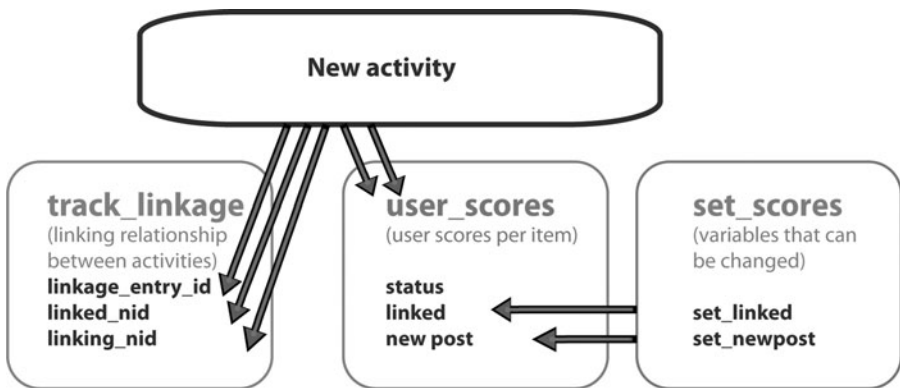 New activity
track_linkage
(linking relationship
between activities)
linkage_entry_id
linked_nid
linking_nid
user_scores
(user scores per item)
status
linked
new post
set_scores
(variables that can
be changed)
set_linked
set_newpost